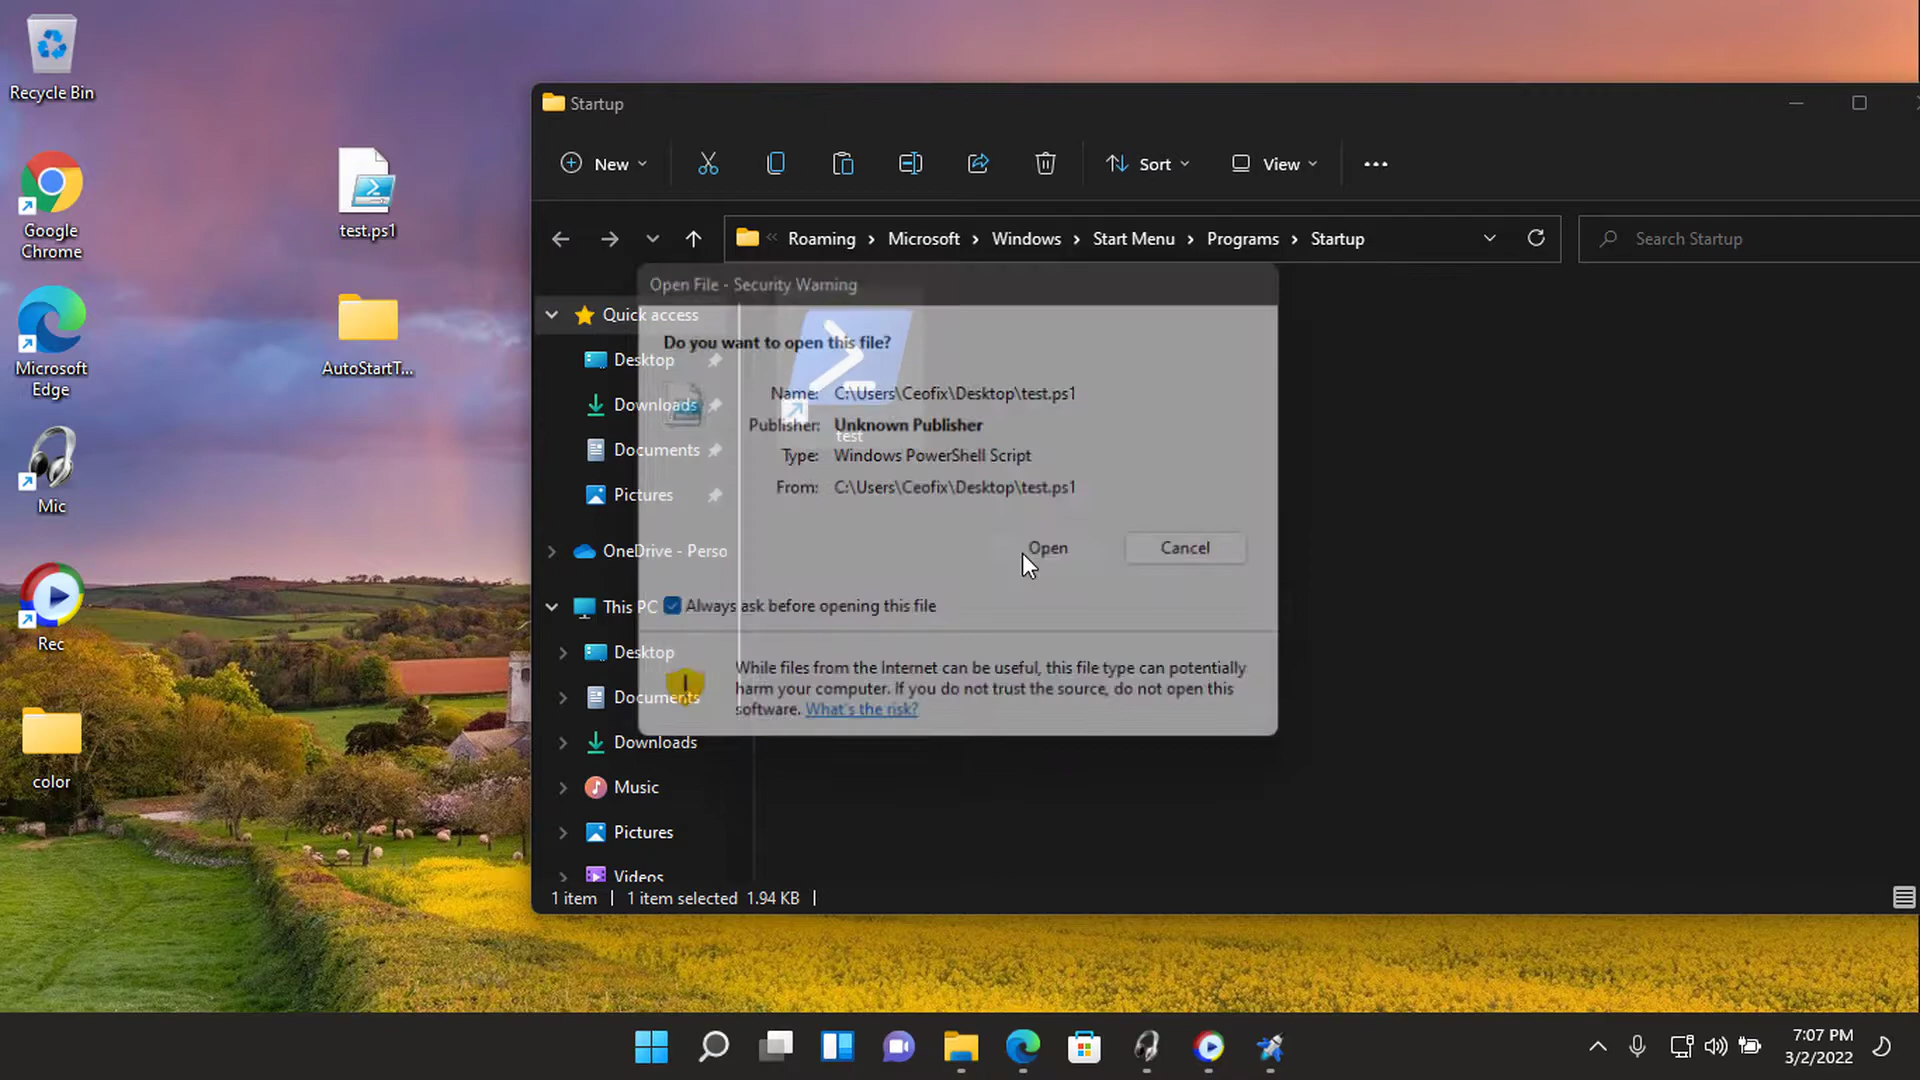 Recycle Bin
Google
Chrome
Microsoft
Edge
Mic
Rec
color
test.ps1
AutoStartT...
Startup
New
Sort
View
Roaming
Microsoft
Windows
Start Menu
Programs
Startup
Search Startup
Quick access
Desktop
Downloads
Documents
Pictures
OneDrive - Perso
This PC
Desktop
Documents
Downloads
Music
Pictures
Videos
test
Open File - Security Warning
Do you want to open this file?
Name: C:\Users\Ceofix\Desktop\test.ps1
Publisher: Unknown Publisher
Type: Windows PowerShell Script
From: C:\Users\Ceofix\Desktop\test.ps1
Open
Cancel
Always ask before opening this file
While files from the Internet can be useful, this file type can potentially
harm your computer. If you do not trust the source, do not open this
software. What's the risk?
1 item
1 item selected 1.94 KB
7:07 PM
3/2/2022